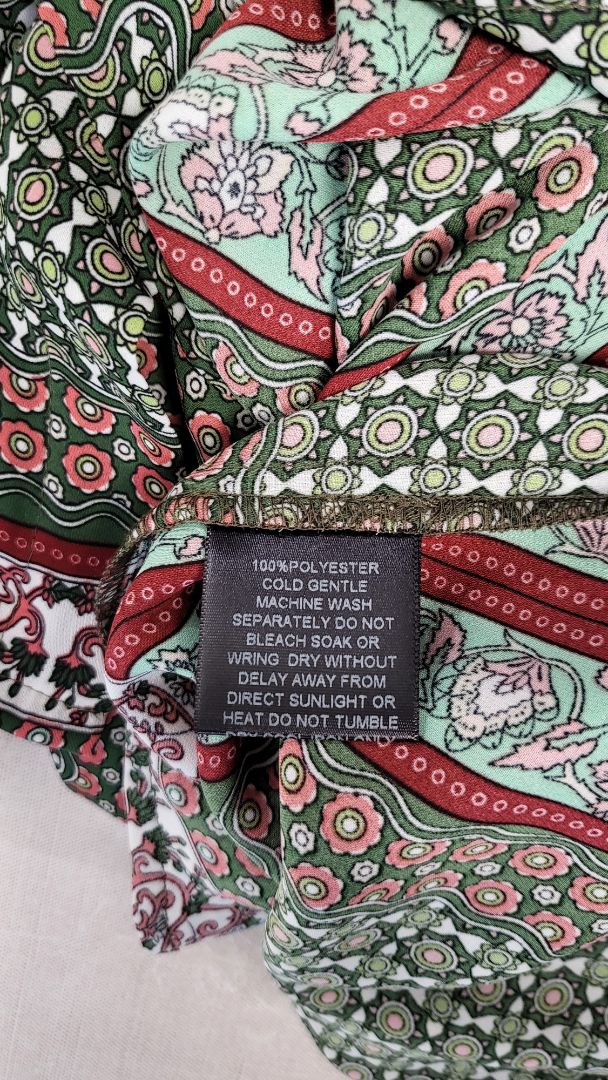 100%POLYESTER
COLD GENTLE
MACHINE WASH
SEPARATELY DO NOT
BLEACH SOAK OR
WRING DRY WITHOUT
DELAY AWAY FROM
DIRECT SUNLIGHT OR
HEAT DO NOT TUMBLE